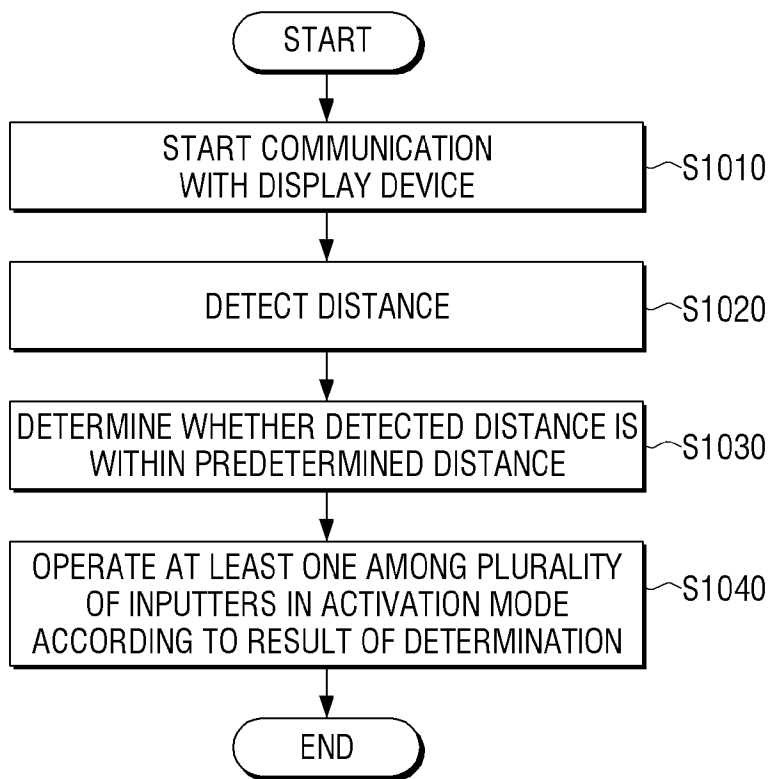 START
START COMMUNICATION
WITH DISPLAY DEVICE
S1010
DETECT DISTANCE
S1020
DETERMINE WHETHER DETECTED DISTANCE IS
WITHIN PREDETERMINED DISTANCE
S1030
OPERATE AT LEAST ONE AMONG PLURALITY
OF INPUTTERS IN ACTIVATION MODE
ACCORDING TO RESULT OF DETERMINATION
S1040
END